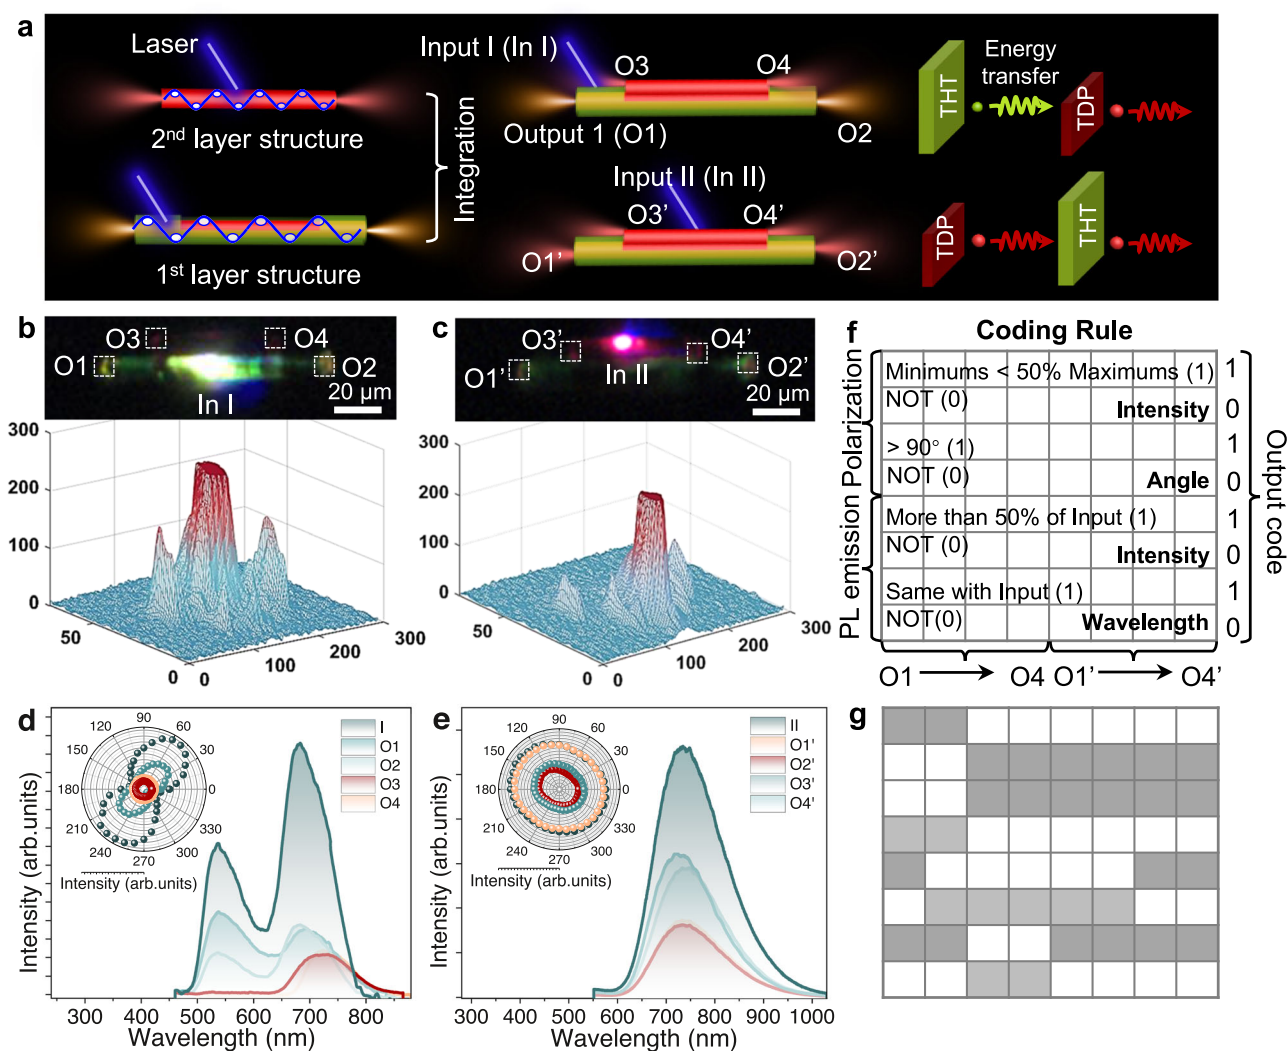 a
Laser
2nd layer structure
1st layer structure
Integration
Input I (In I)
O3
O4
Output 1 (O1)
O2
Input II (In II)
O3’
O4’
O1’
O2’
Energy
transfer
THT
TDP
TDP
THT
b
O3
O4
O1
O2
In I
20 µm
300
200
100
0
50
0
0
100
200
300
c
O3’
O4’
O1’
O2’
In II
20 µm
300
200
100
0
50
0
0
100
200
300
f
Coding Rule
Polarization
PL emission
Minimums < 50% Maximums (1)
NOT (0)
Intensity
> 90° (1)
NOT (0)
Angle
More than 50% of Input (1)
NOT (0)
Intensity
Same with Input (1)
NOT(0)
Wavelength
1
0
1
0
1
0
1
0
Output code
O1
O4
O1’
O4’
d
90
60
30
0
330
300
270
240
210
180
150
120
Intensity (arb.units)
I
O1
O2
O3
O4
Intensity (arb.units)
300 400 500 600 700 800
Wavelength (nm)
e
90
60
30
0
330
300
270
240
210
180
150
120
Intensity (arb.units)
II
O1'
O2'
O3'
O4'
Intensity (arb.units)
300 400 500 600 700 800 900 1000
Wavelength (nm)
g